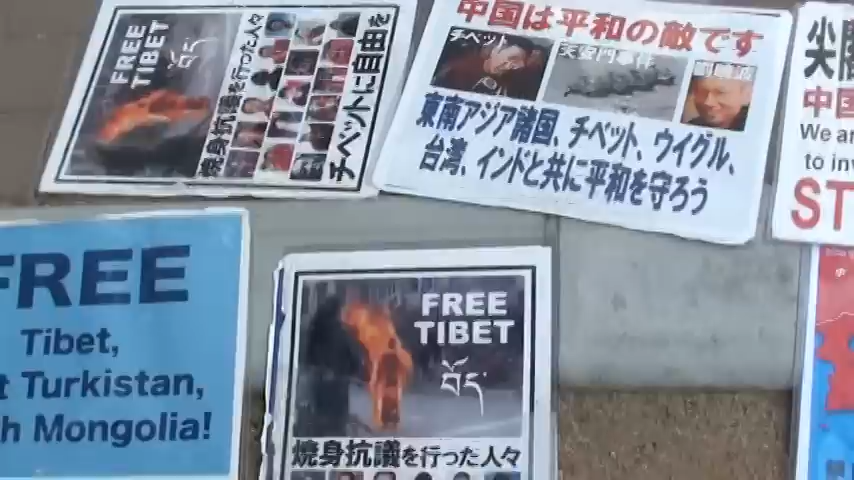 FREE
TIBET
བོད
焼身抗議を行った人々
チベットに自由を
中国は平和の敵です
チベット
天安門事件
劉暁波
東南アジア諸国、チベット、ウイグル、
台湾、インドと共に平和を守ろう
尖閣
中国
We ar
to inv
ST
FREE
Tibet,
t Turkistan,
h Mongolia!
FREE
TIBET
བོད
焼身抗議を行った人々